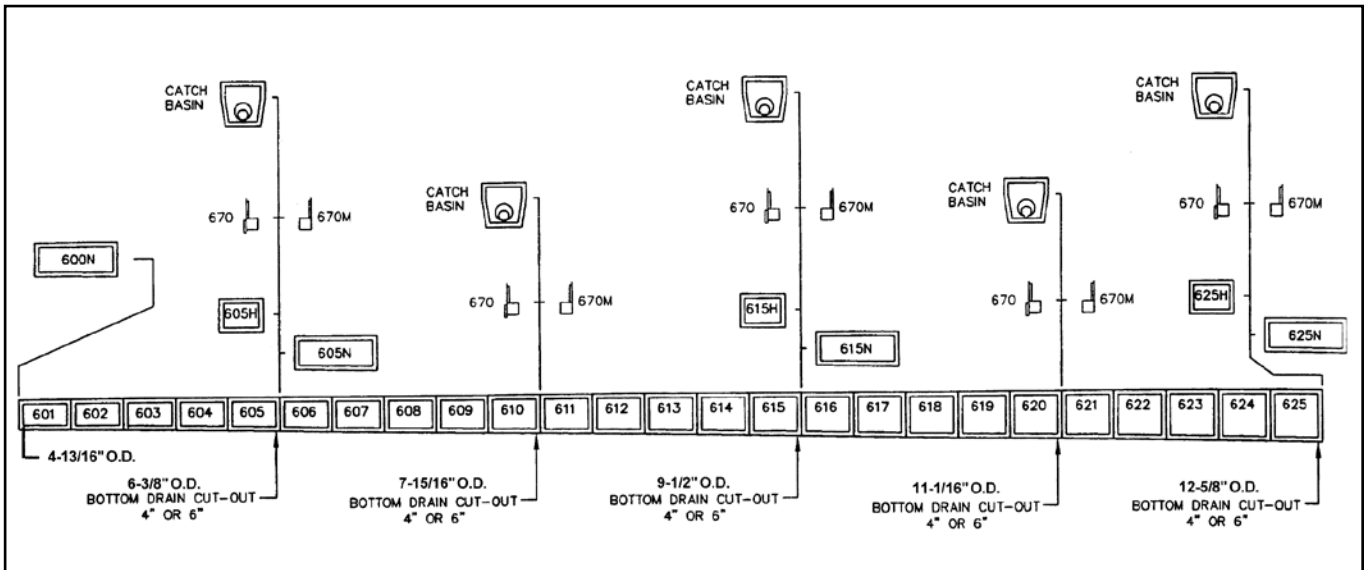 CATCH
BASIN
CATCH
BASIN
CATCH
BASIN
CATCH
BASIN
CATCH
BASIN
670
670M
670
670M
670
670M
600N
670
670M
670
670M
605H
615H
625H
605N
615N
625N
601 602 603 604 605 606 607 608 609 610 611 612 613 614 615 616 617 618 619 620 621 622 623 624 625
4-13/16" O.D.
6-3/8" O.D.
BOTTOM DRAIN CUT-OUT
4" OR 6"
7-15/16" O.D.
BOTTOM DRAIN CUT-OUT
4" OR 6"
9-1/2" O.D.
BOTTOM DRAIN CUT-OUT
4" OR 6"
11-1/16" O.D.
BOTTOM DRAIN CUT-OUT
4" OR 6"
12-5/8" O.D.
BOTTOM DRAIN CUT-OUT
4" OR 6"